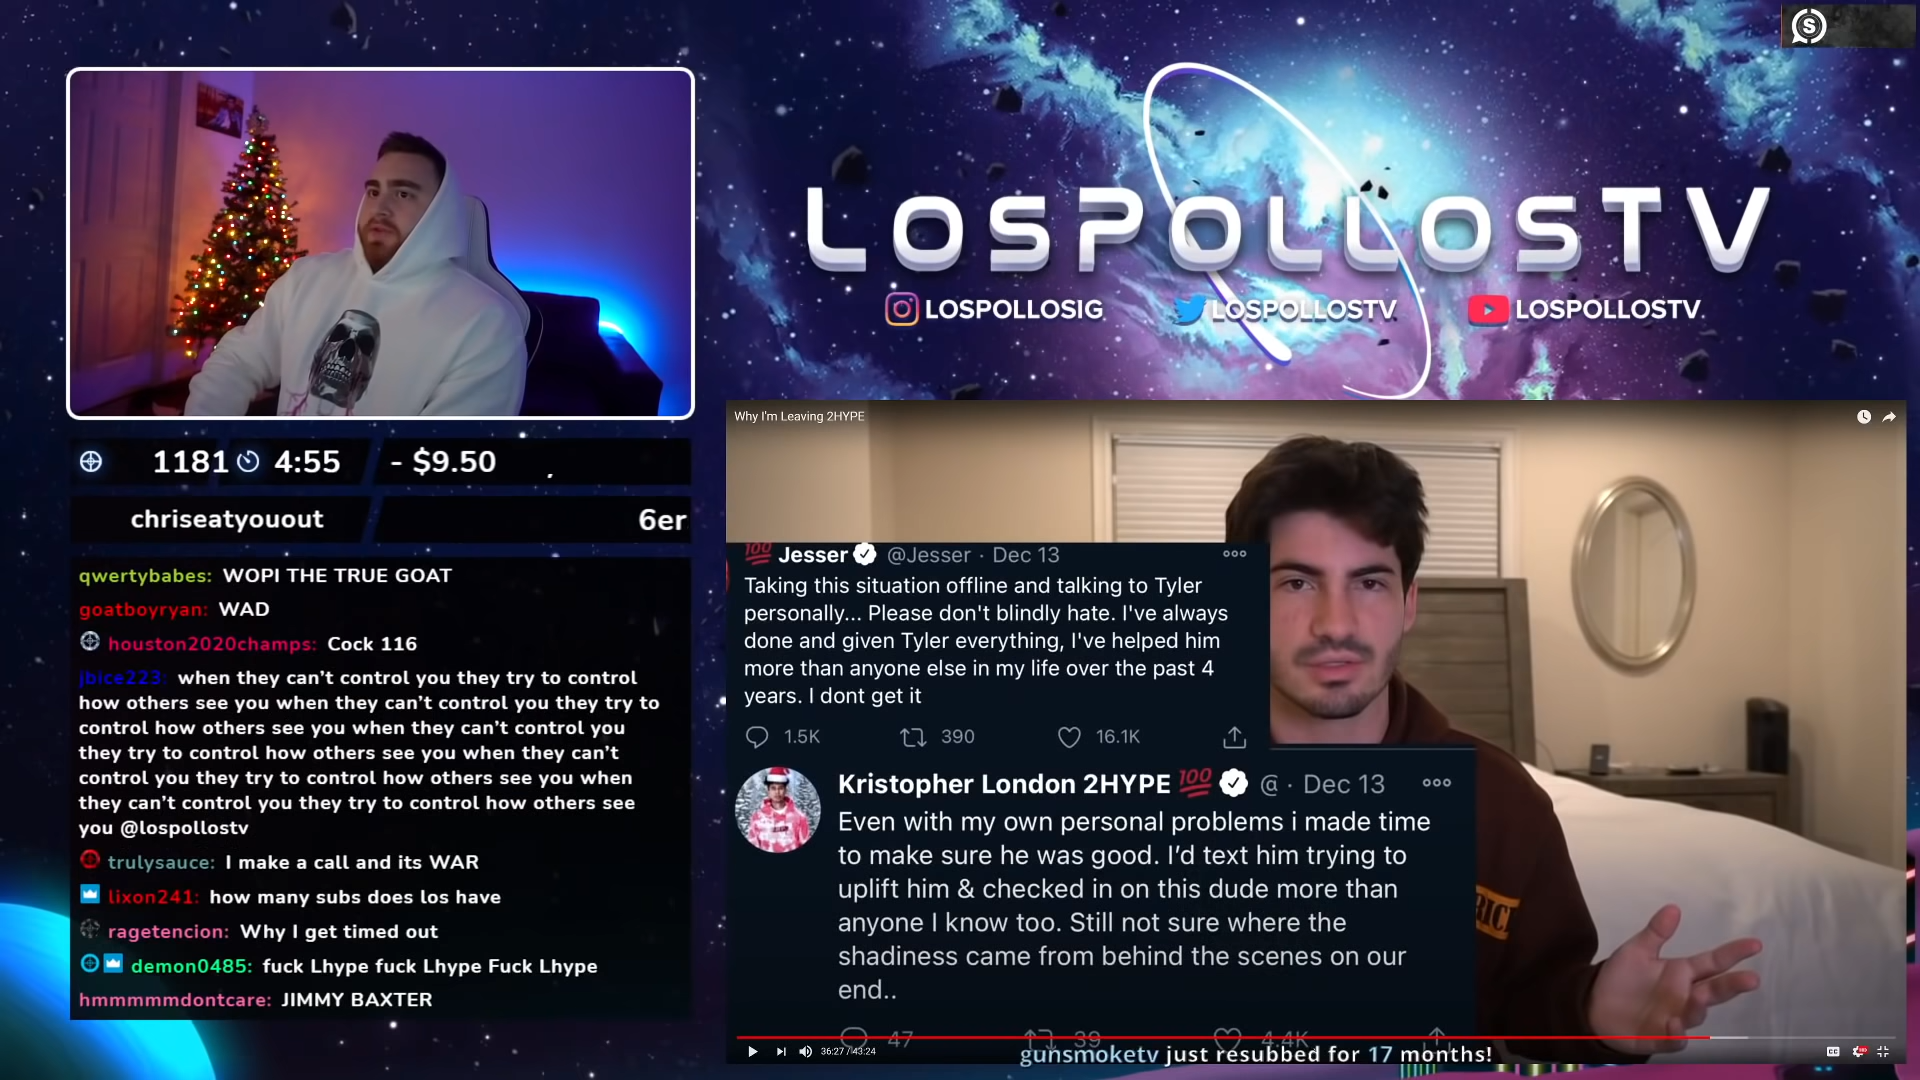 LOSPOLLOSTV
LOSPOLLOSIG
LOSPOLLOSTV
LOSPOLLOSTV
1181
4:55
- $9.50
chriseatyouout
6er
qwertybabes: WOPI THE TRUE GOAT
goatboyryan: WAD
houston2020champs: Cock 116
jbice223: when they can’t control you they try to control
how others see you when they can’t control you they try to
control how others see you when they can’t control you
they try to control how others see you when they can’t
control you they try to control how others see you when
they can’t control you they try to control how others see
you @lospollostv
trulysauce: I make a call and its WAR
lixon241: how many subs does los have
ragetencion: Why I get timed out
demon0485: fuck Lhype fuck Lhype Fuck Lhype
hmmmmmdontcare: JIMMY BAXTER
Why I'm Leaving 2HYPE
💯 Jesser @Jesser · Dec 13
Taking this situation offline and talking to Tyler
personally... Please don't blindly hate. I've always
done and given Tyler everything, I've helped him
more than anyone else in my life over the past 4
years. I dont get it
1.5K 390 16.1K
Kristopher London 2HYPE 💯 @ · Dec 13
Even with my own personal problems i made time
to make sure he was good. I’d text him trying to
uplift him & checked in on this dude more than
anyone I know too. Still not sure where the
shadiness came from behind the scenes on our
end..
47 39 4.4K
36:27 / 43:24
gunsmoketv just resubbed for 17 months!